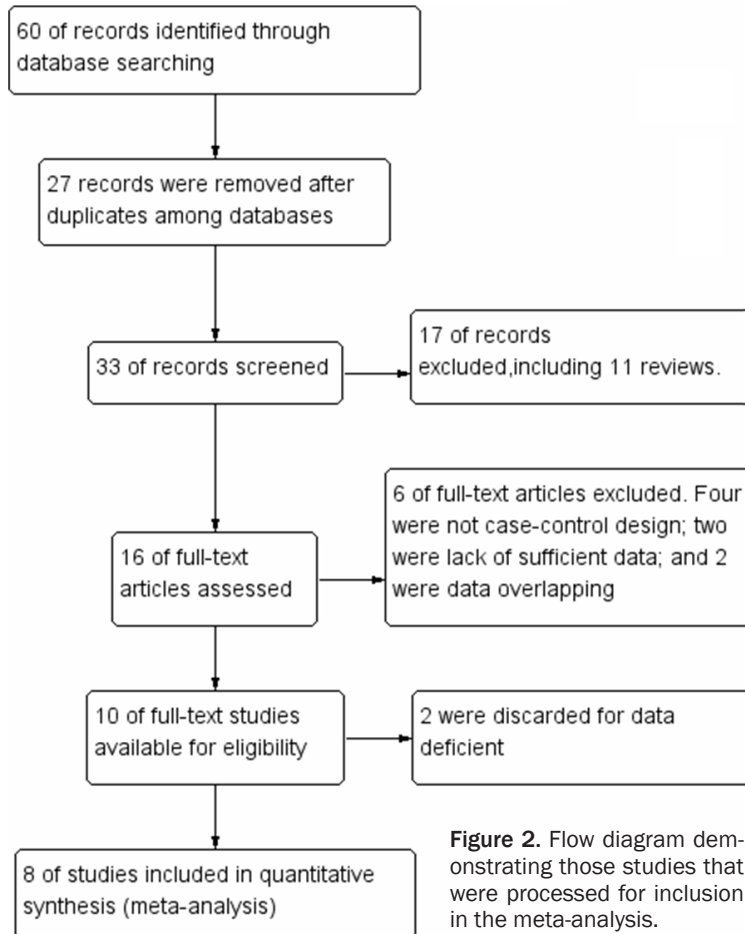 60 of records identified through
database searching
27 records were removed after
duplicates among databases
33 of records screened
17 of records
excluded,including 11 reviews.
16 of full-text
articles assessed
6 of full-text articles excluded. Four
were not case-control design; two
were lack of sufficient data; and 2
were data overlapping
10 of full-text studies
available for eligibility
2 were discarded for data
deficient
8 of studies included in quantitative
synthesis (meta-analysis)
Figure 2. Flow diagram dem-
onstrating those studies that
were processed for inclusion
in the meta-analysis.